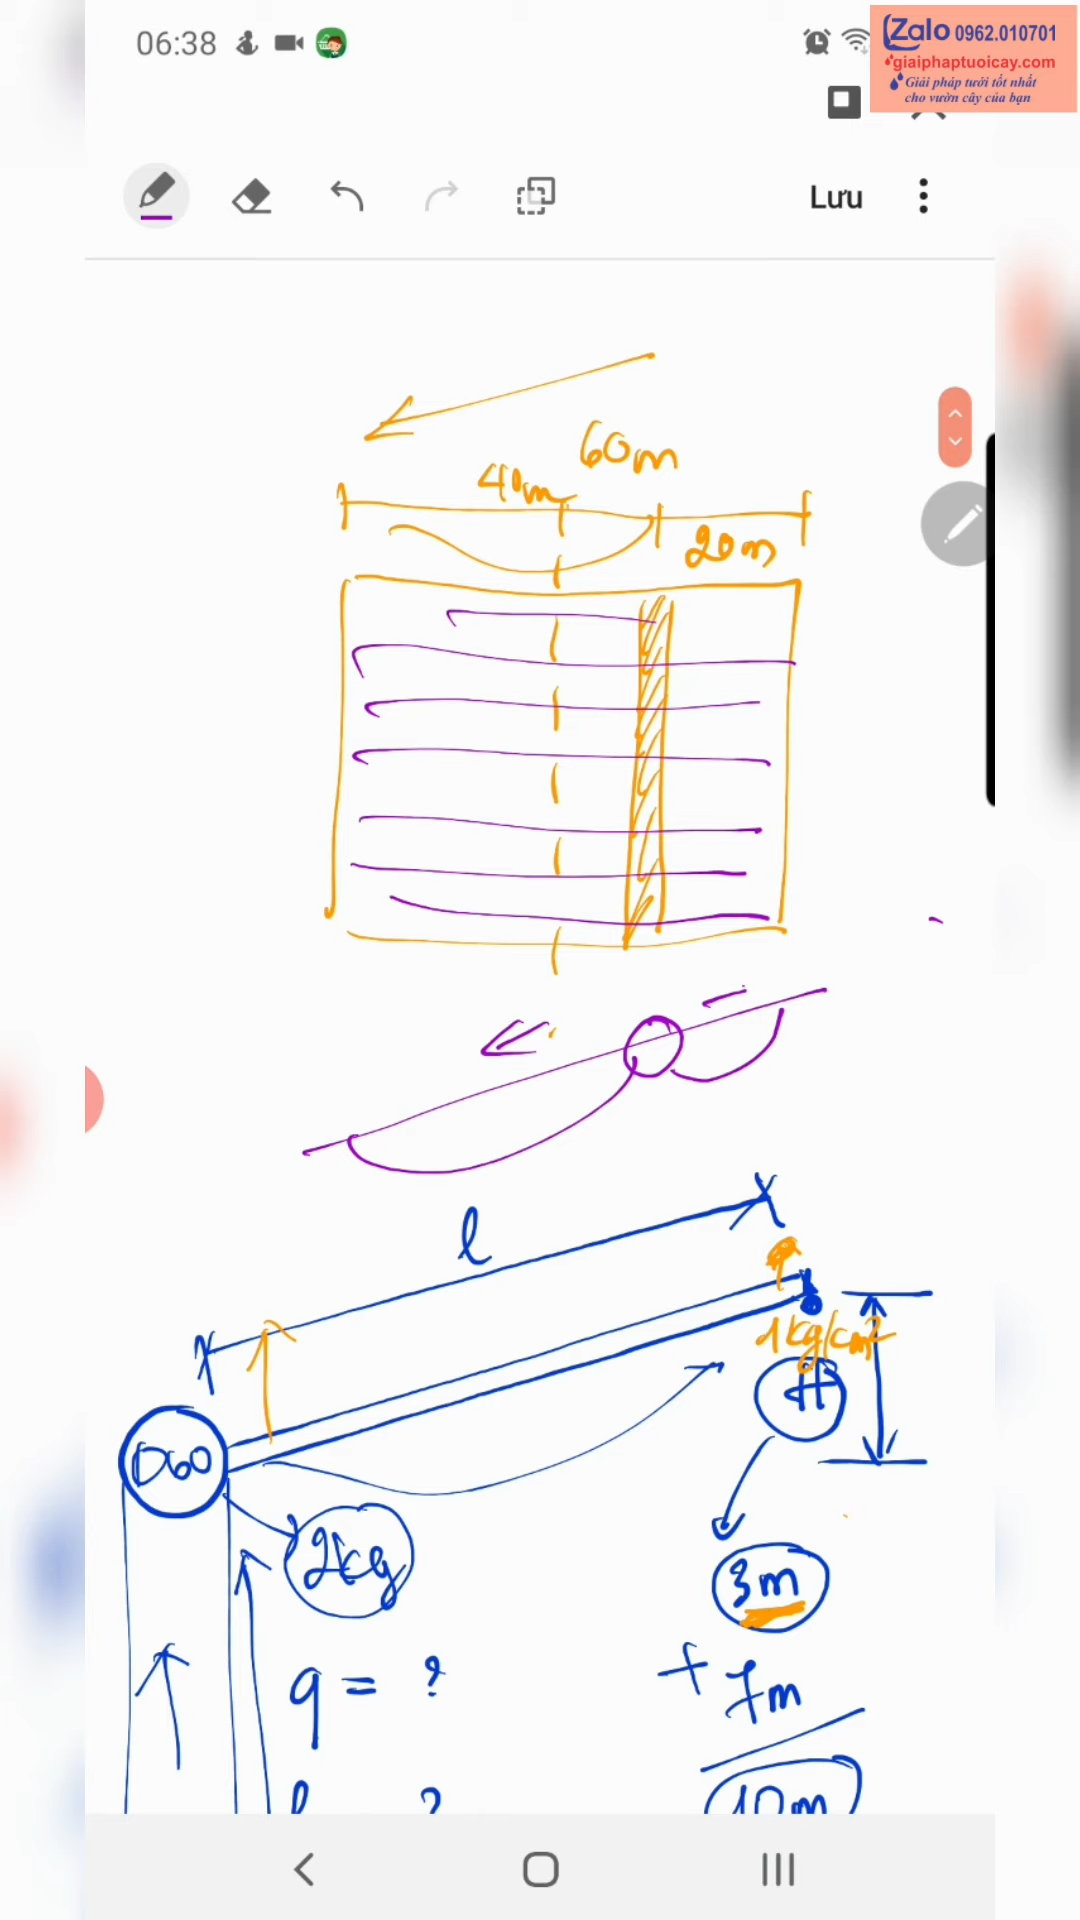 06:38
Zalo 0962.010701
giaiphaptuoicay.com
Giải pháp tưới tốt nhất
cho vườn cây của bạn
Lưu
60m
40m
20m
l
q
1kg/cm²
H
D60
2kg
3m
q = ?
+ 7m
l ?
10m